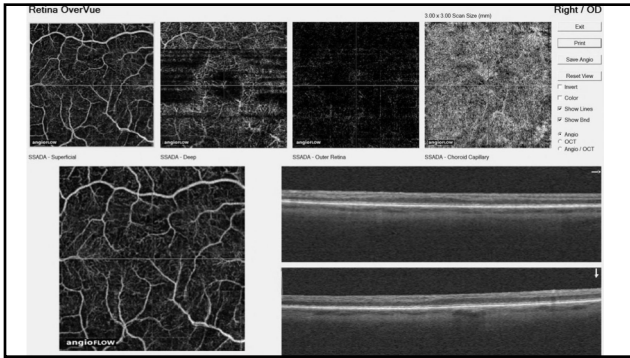 Retina OverVue
Right / OD
3.00 x 3.00 Scan Size (mm)
Exit
Print
Save Angio
Reset View
Invert
Color
Show Lines
Show Bnd
Angio
OCT
Angio / OCT
angioFLOW
angioFLOW
angioFLOW
angioFLOW
SSADA - Superficial
SSADA - Deep
SSADA - Outer Retina
SSADA - Choroid Capillary
angioFLOW